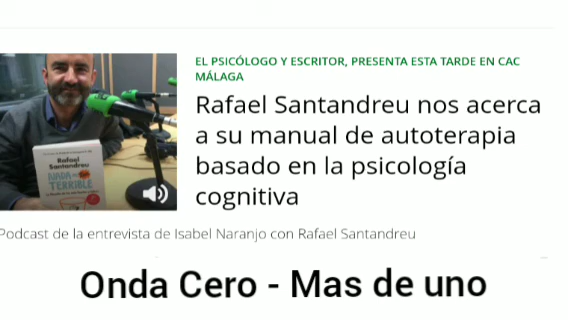 EL PSICÓLOGO Y ESCRITOR, PRESENTA ESTA TARDE EN CAC
MÁLAGA
Rafael Santandreu nos acerca
a su manual de autoterapia
basado en la psicología
cognitiva
Rafael
Santandreu
NADA ES TAN
TERRIBLE
Podcast de la entrevista de Isabel Naranjo con Rafael Santandreu
Onda Cero - Mas de uno